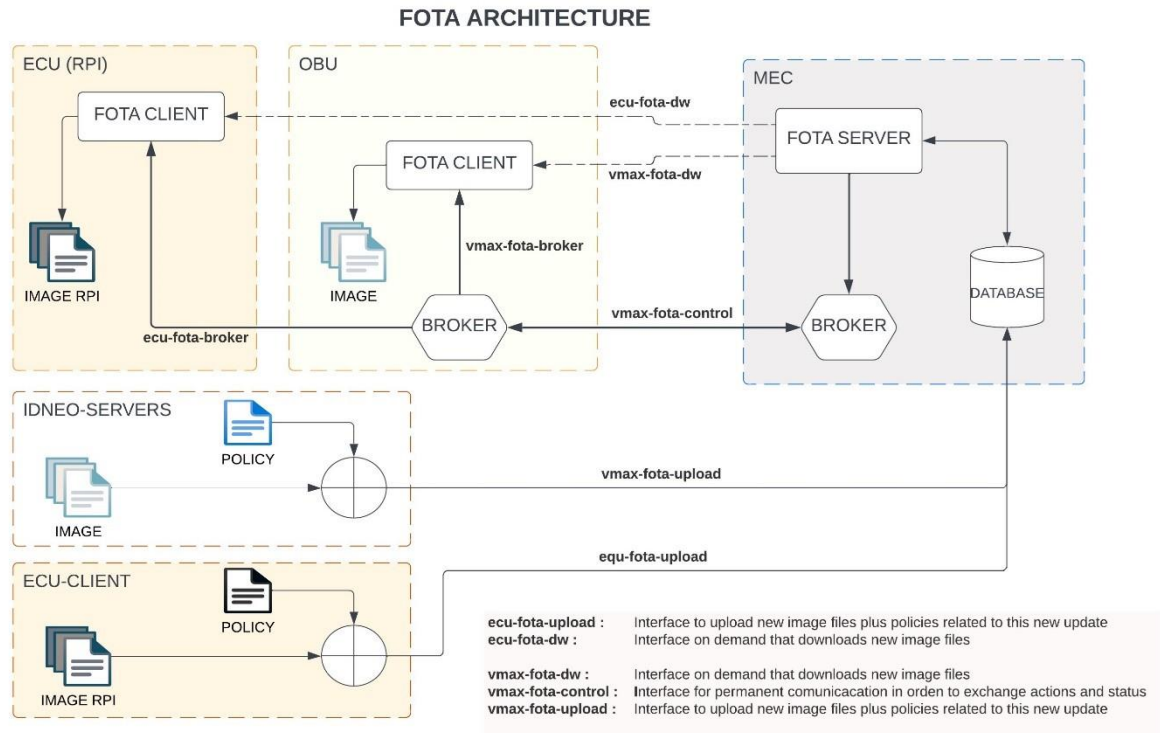 FOTA ARCHITECTURE
ECU (RPI)
OBU
MEC
FOTA CLIENT
ecu-fota-dw
FOTA SERVER
FOTA CLIENT
vmax-fota-dw
vmax-fota-broker
IMAGE RPI
IMAGE
DATABASE
BROKER
vmax-fota-control
BROKER
ecu-fota-broker
IDNEO-SERVERS
POLICY
vmax-fota-upload
IMAGE
equ-fota-upload
ECU-CLIENT
POLICY
IMAGE RPI
ecu-fota-upload : Interface to upload new image files plus policies related to this new update
ecu-fota-dw : Interface on demand that downloads new image files
vmax-fota-dw : Interface on demand that downloads new image files
vmax-fota-control : Interface for permanent comunicacation in orden to exchange actions and status
vmax-fota-upload : Interface to upload new image files plus policies related to this new update